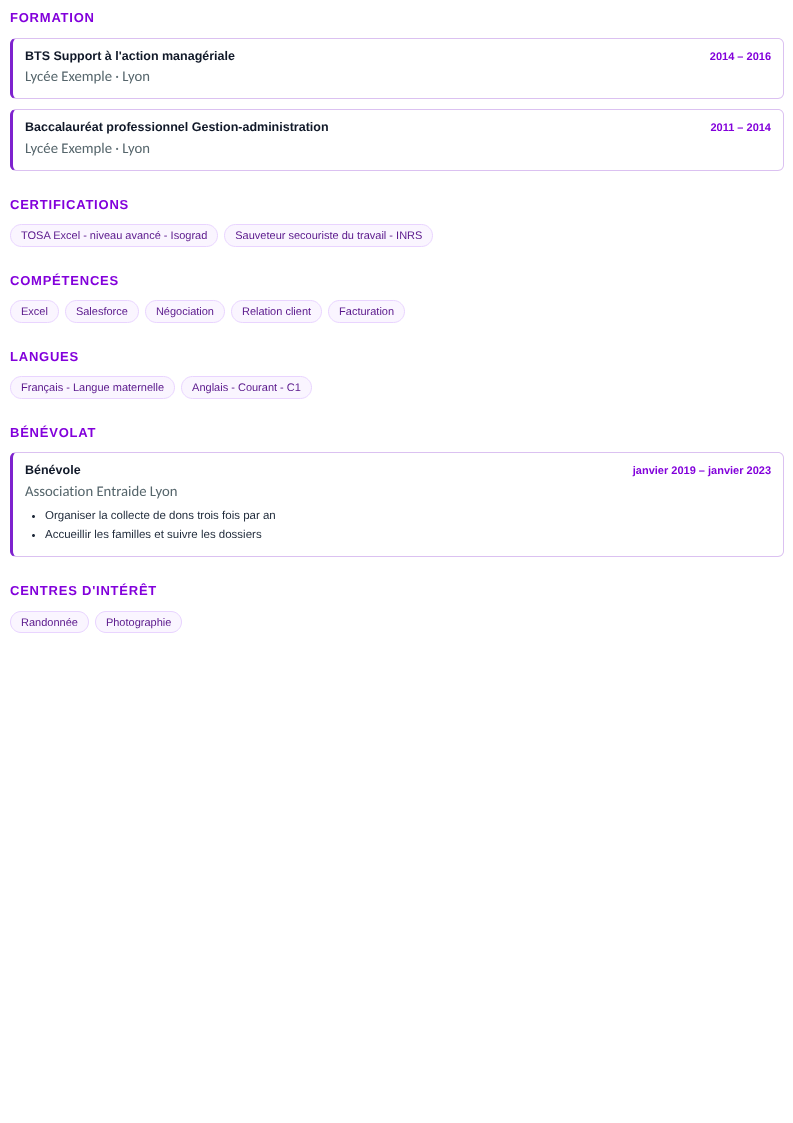 FORMATION
BTS Support à l'action managériale 2014 – 2016
Lycée Exemple · Lyon
Baccalauréat professionnel Gestion-administration 2011 – 2014
Lycée Exemple · Lyon
CERTIFICATIONS
TOSA Excel - niveau avancé - Isograd Sauveteur secouriste du travail - INRS
COMPÉTENCES
Excel Salesforce Négociation Relation client Facturation
LANGUES
Français - Langue maternelle Anglais - Courant - C1
BÉNÉVOLAT
Bénévole janvier 2019 – janvier 2023
Association Entraide Lyon
• Organiser la collecte de dons trois fois par an
• Accueillir les familles et suivre les dossiers
CENTRES D'INTÉRÊT
Randonnée Photographie